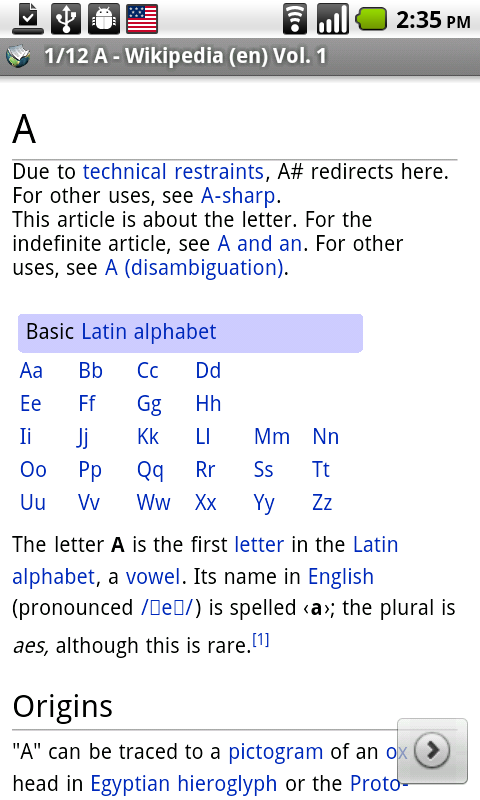 2:35 PM
1/12 A - Wikipedia (en) Vol. 1
A
Due to technical restraints, A# redirects here.
For other uses, see A-sharp.
This article is about the letter. For the
indefinite article, see A and an. For other
uses, see A (disambiguation).
Basic Latin alphabet
Aa Bb Cc Dd
Ee Ff Gg Hh
Ii Jj Kk Ll Mm Nn
Oo Pp Qq Rr Ss Tt
Uu Vv Ww Xx Yy Zz
The letter A is the first letter in the Latin
alphabet, a vowel. Its name in English
(pronounced /▯e▯/) is spelled ‹a›; the plural is
aes, although this is rare.[1]
Origins
"A" can be traced to a pictogram of an ox
head in Egyptian hieroglyph or the Proto-